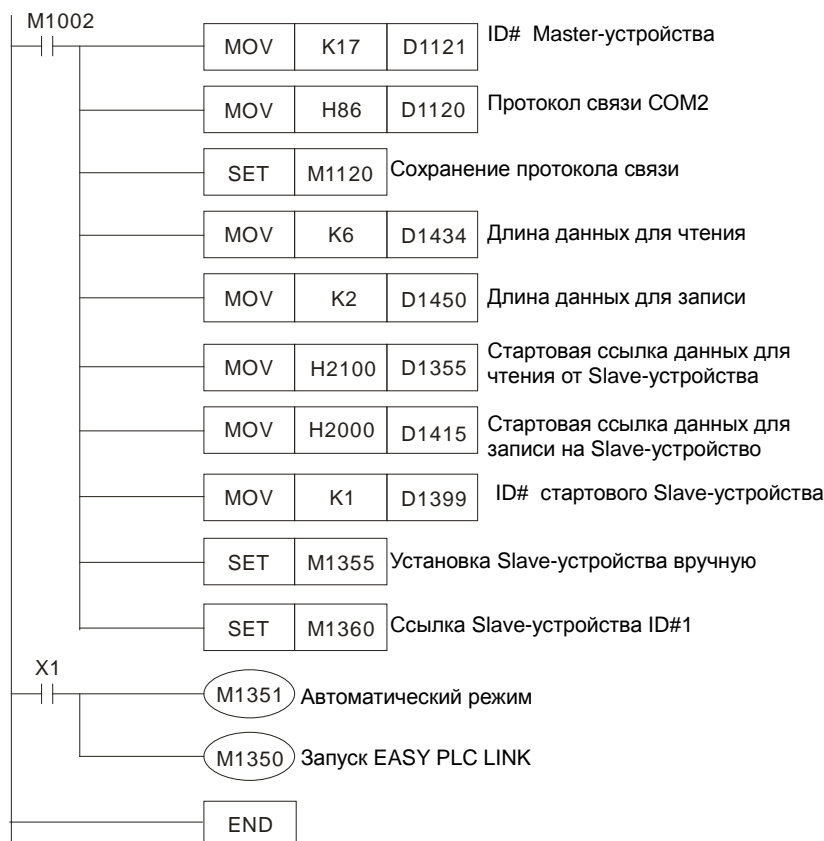 M1002
MOV K17 D1121 ID# Master-устройства
MOV H86 D1120 Протокол связи COM2
SET M1120 Сохранение протокола связи
MOV K6 D1434 Длина данных для чтения
MOV K2 D1450 Длина данных для записи
MOV H2100 D1355 Стартовая ссылка данных для
чтения от Slave-устройства
MOV H2000 D1415 Стартовая ссылка данных для
записи на Slave-устройство
MOV K1 D1399 ID# стартового Slave-устройства
SET M1355 Установка Slave-устройства вручную
SET M1360 Ссылка Slave-устройства ID#1
X1
M1351 Автоматический режим
M1350 Запуск EASY PLC LINK
END